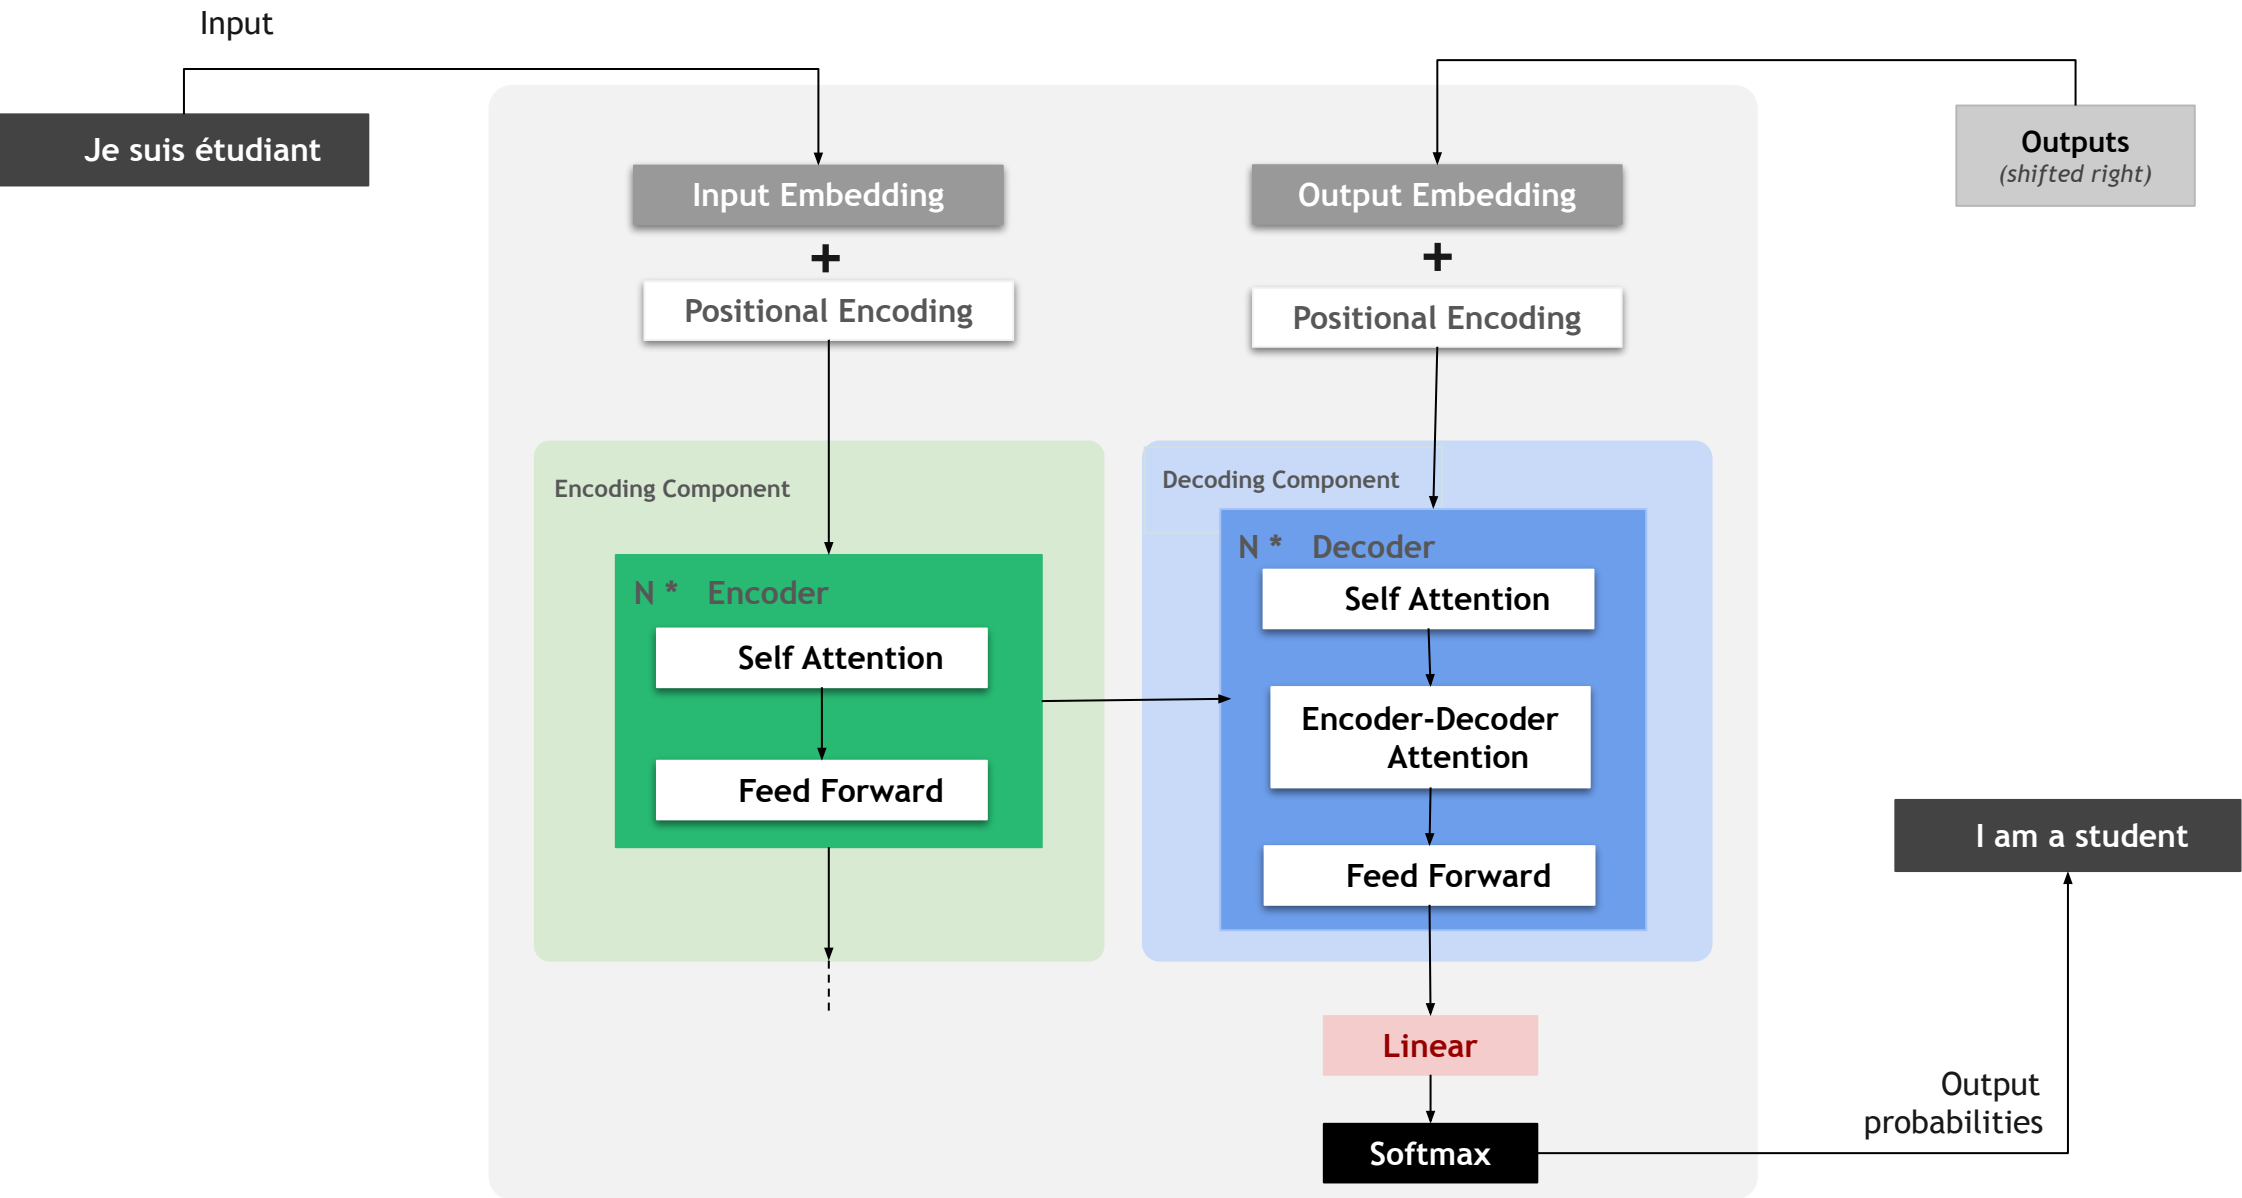 Input
Je suis étudiant
Outputs
(shifted right)
Input Embedding
+
Positional Encoding
Output Embedding
+
Positional Encoding
Encoding Component
N * Encoder
Self Attention
Feed Forward
Decoding Component
N * Decoder
Self Attention
Encoder-Decoder
Attention
Feed Forward
Linear
Softmax
Output
probabilities
I am a student